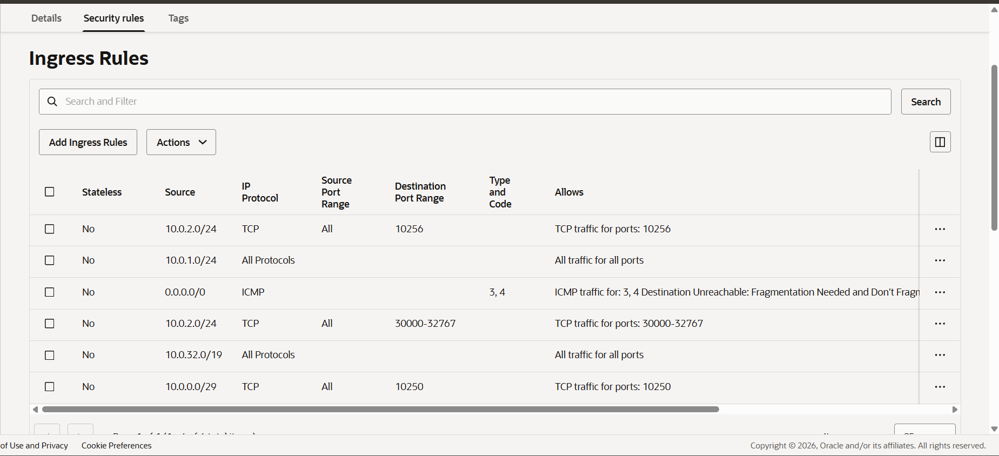 Details Security rules Tags
Ingress Rules
Search and Filter Search
Add Ingress Rules Actions
Stateless Source IP Protocol Source Port Range Destination Port Range Type and Code Allows
No 10.0.2.0/24 TCP All 10256 TCP traffic for ports: 10256
No 10.0.1.0/24 All Protocols All traffic for all ports
No 0.0.0.0/0 ICMP 3, 4 ICMP traffic for: 3, 4 Destination Unreachable: Fragmentation Needed and Don't Fragm
No 10.0.2.0/24 TCP All 30000-32767 TCP traffic for ports: 30000-32767
No 10.0.32.0/19 All Protocols All traffic for all ports
No 10.0.0.0/29 TCP All 10250 TCP traffic for ports: 10250
of Use and Privacy Cookie Preferences Copyright © 2026, Oracle and/or its affiliates. All rights reserved.